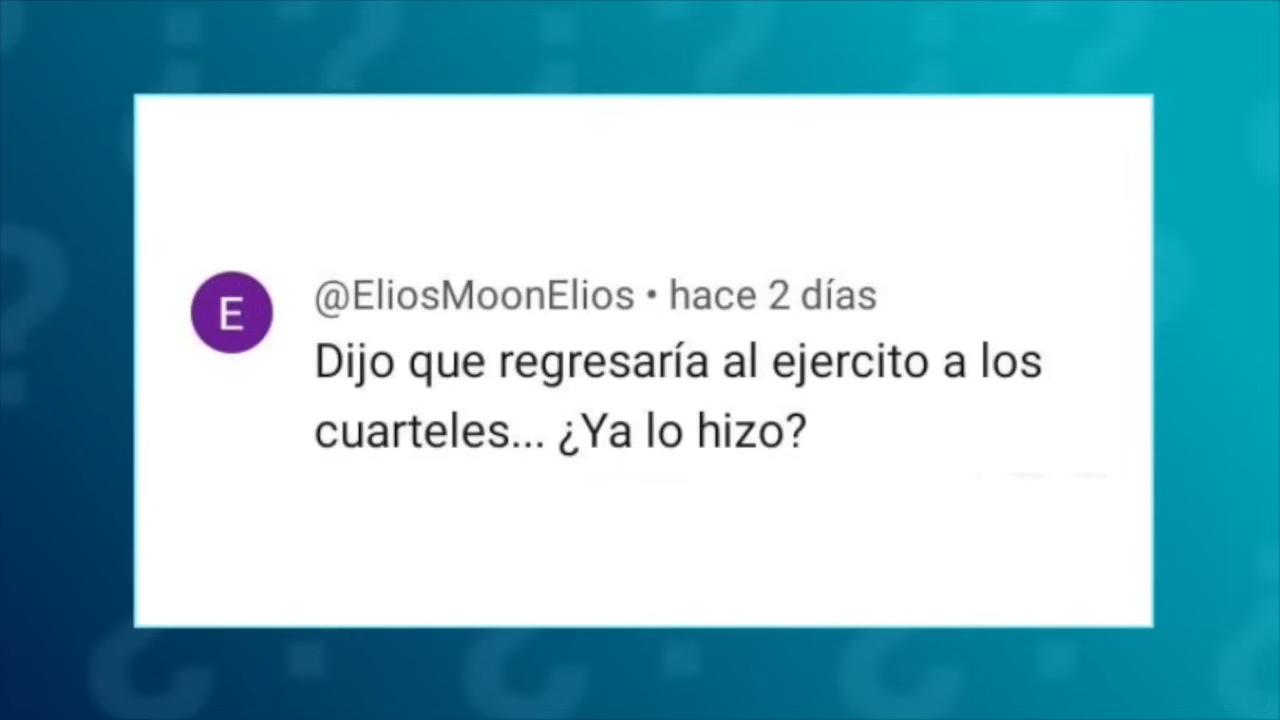 E
@EliosMoonElios • hace 2 días
Dijo que regresaría al ejercito a los
cuarteles... ¿Ya lo hizo?